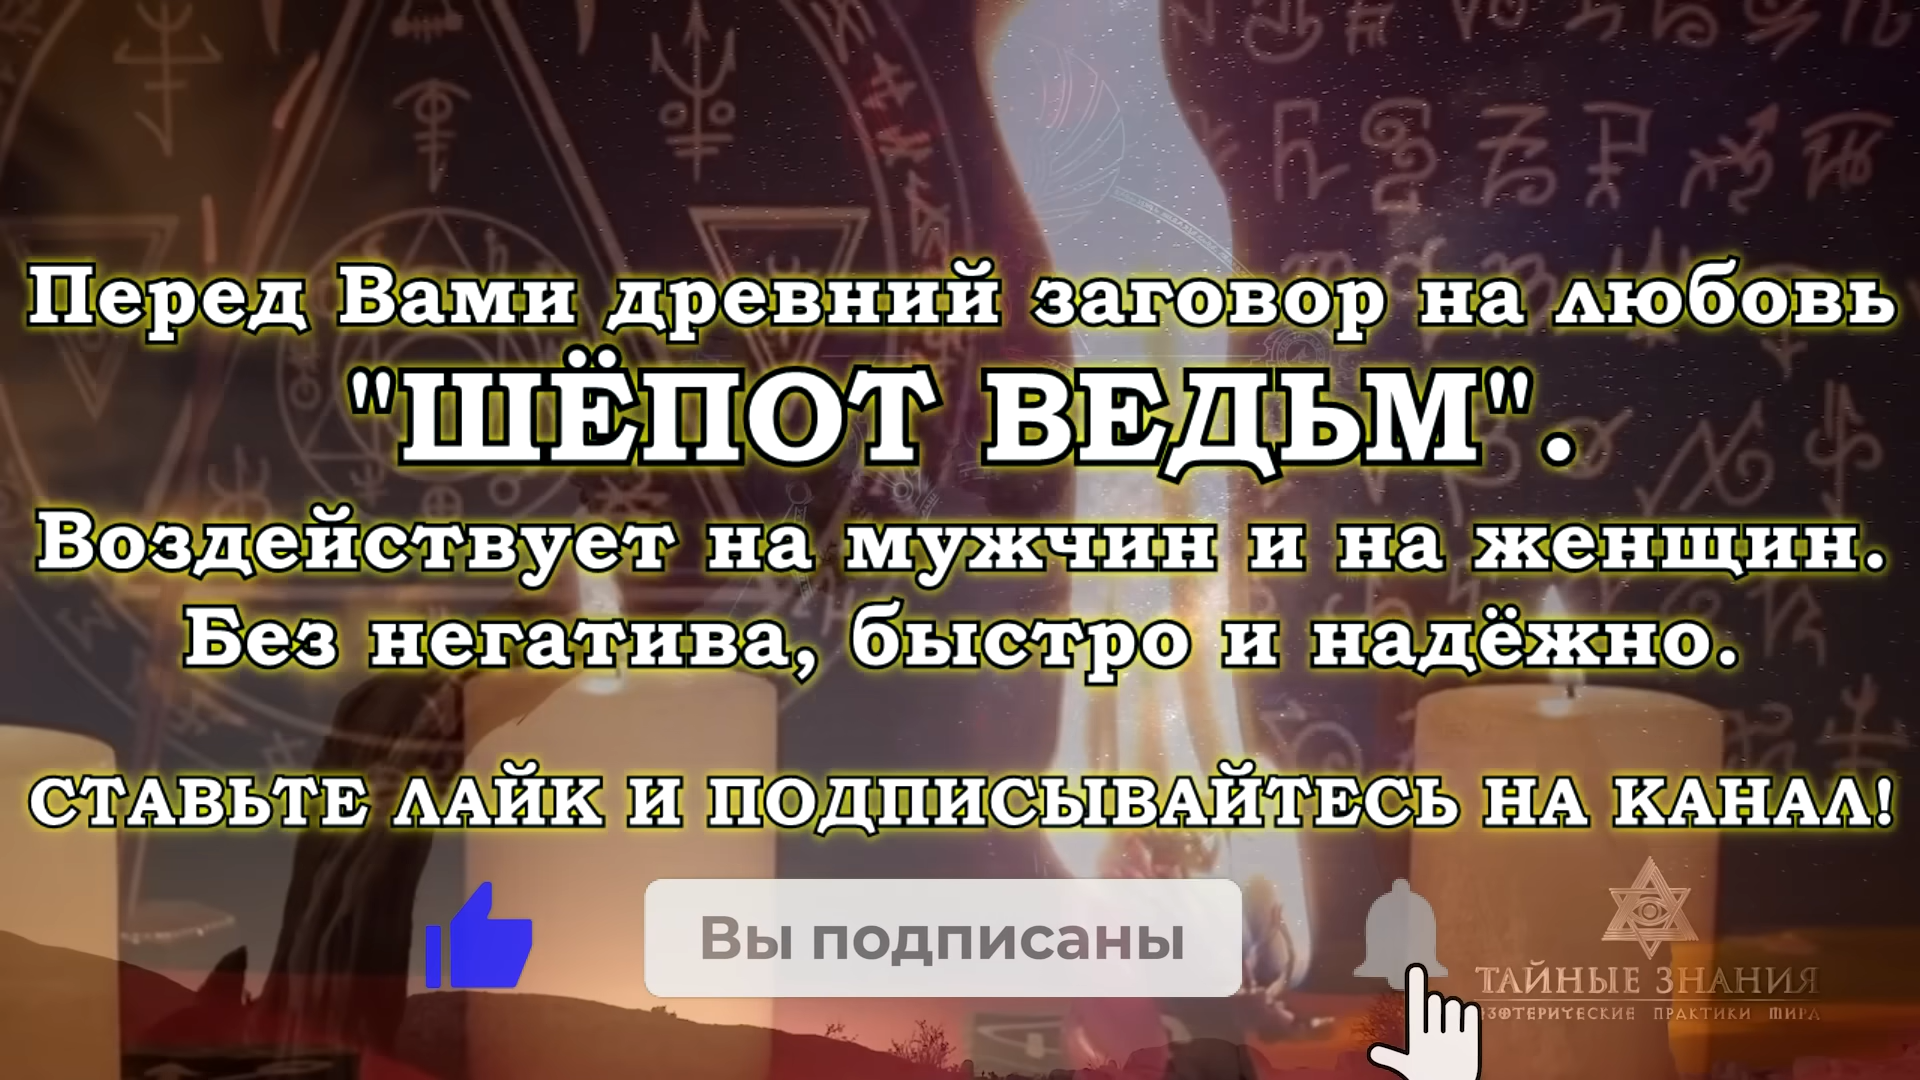 Перед Вами древний заговор на любовь
"ШЁПОТ ВЕДЬМ".
Воздействует на мужчин и на женщин.
Без негатива, быстро и надёжно.
СТАВЬТЕ ЛАЙК И ПОДПИСЫВАЙТЕСЬ НА КАНАЛ!
Вы подписаны
ТАЙНЫЕ ЗНАНИЯ
ЭЗОТЕРИЧЕСКИЕ ПРАКТИКИ МИРА